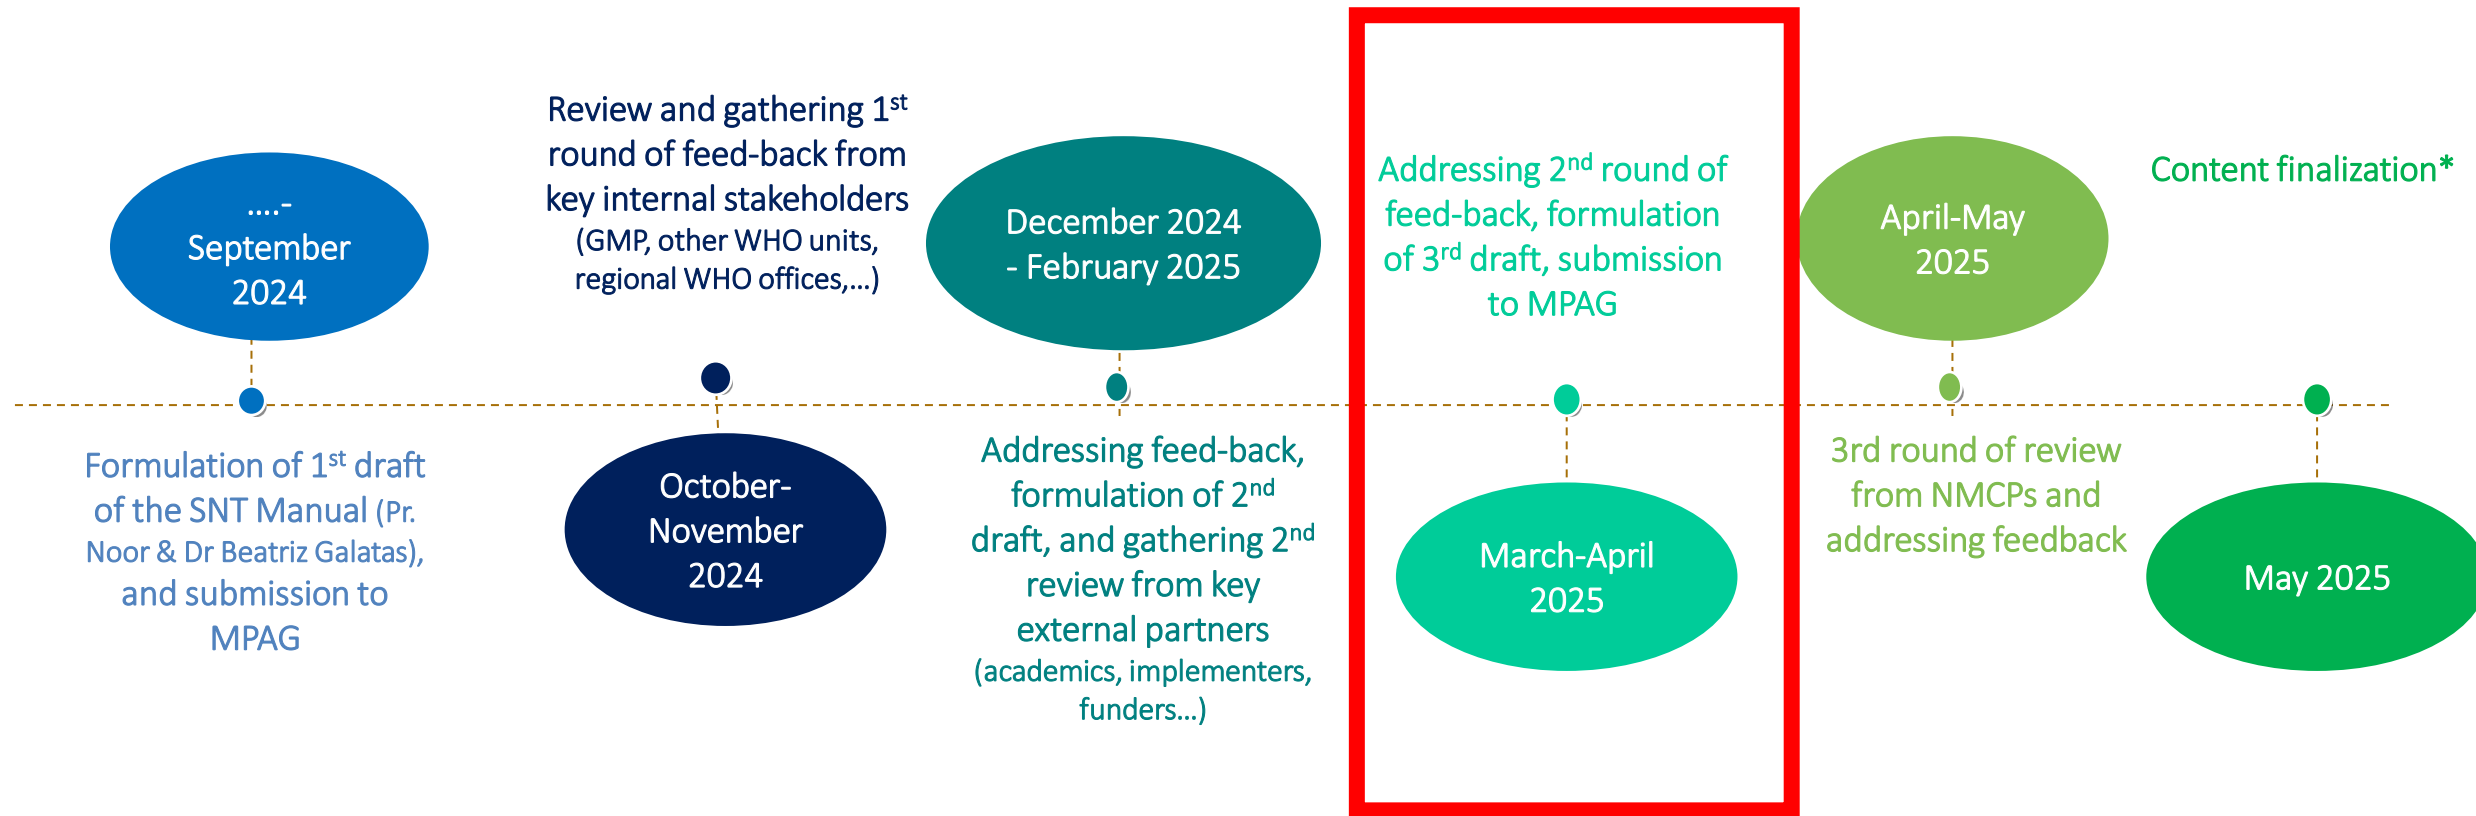 ….-
September
2024
Formulation of 1st draft
of the SNT Manual (Pr.
Noor & Dr Beatriz Galatas),
and submission to
MPAG
Review and gathering 1st
round of feed-back from
key internal stakeholders
(GMP, other WHO units,
regional WHO offices,…)
October-
November
2024
December 2024
- February 2025
Addressing feed-back,
formulation of 2nd
draft, and gathering 2nd
review from key
external partners
(academics, implementers,
funders…)
Addressing 2nd round of
feed-back, formulation
of 3rd draft, submission
to MPAG
March-April
2025
April-May
2025
3rd round of review
from NMCPs and
addressing feedback
Content finalization*
May 2025